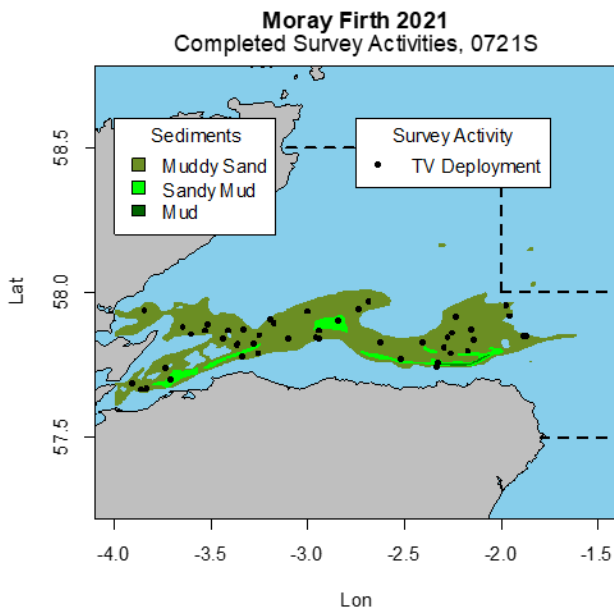 Moray Firth 2021
Completed Survey Activities, 0721S
Sediments
Muddy Sand
Sandy Mud
Mud
Survey Activity
TV Deployment
Lat
58.5
58.0
57.5
-4.0 -3.5 -3.0 -2.5 -2.0 -1.5
Lon